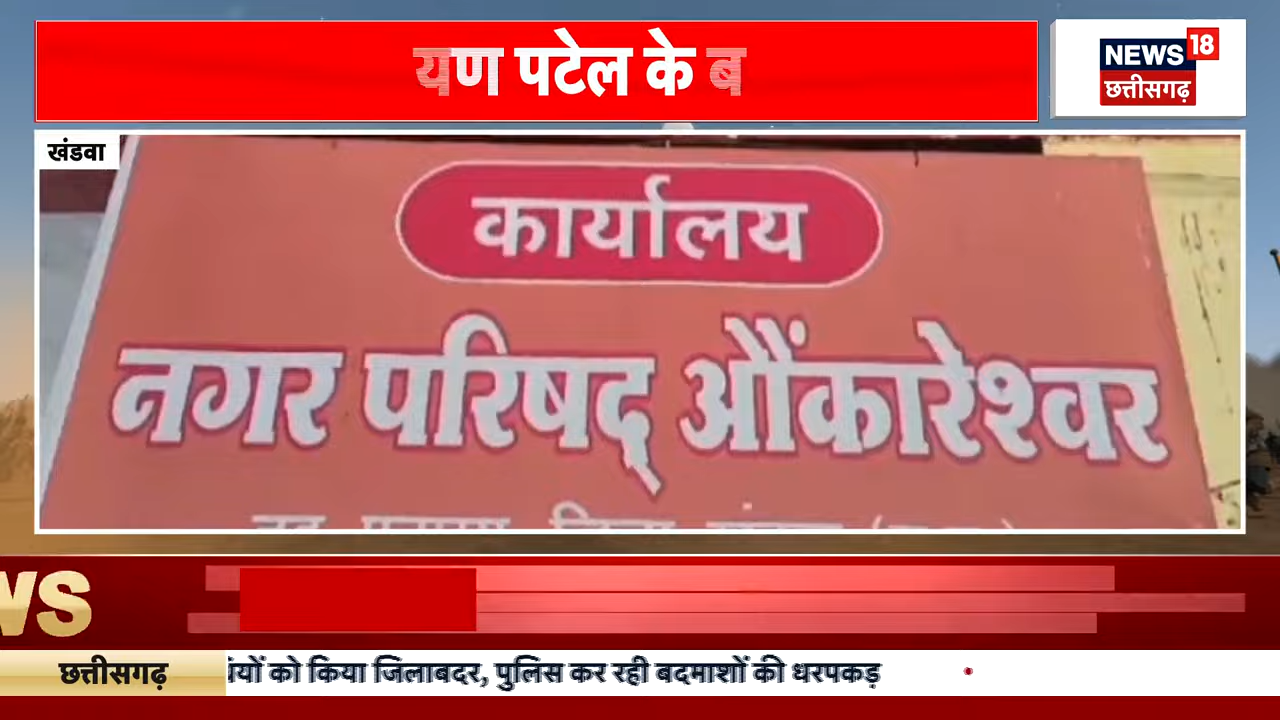 यण पटेल के ब
NEWS 18
छत्तीसगढ़
खंडवा
कार्यालय
नगर परिषद् ओंकारेश्वर
WS
छत्तीसगढ़
को किया जिलाबदर, पुलिस कर रही बदमाशों की धरपकड़